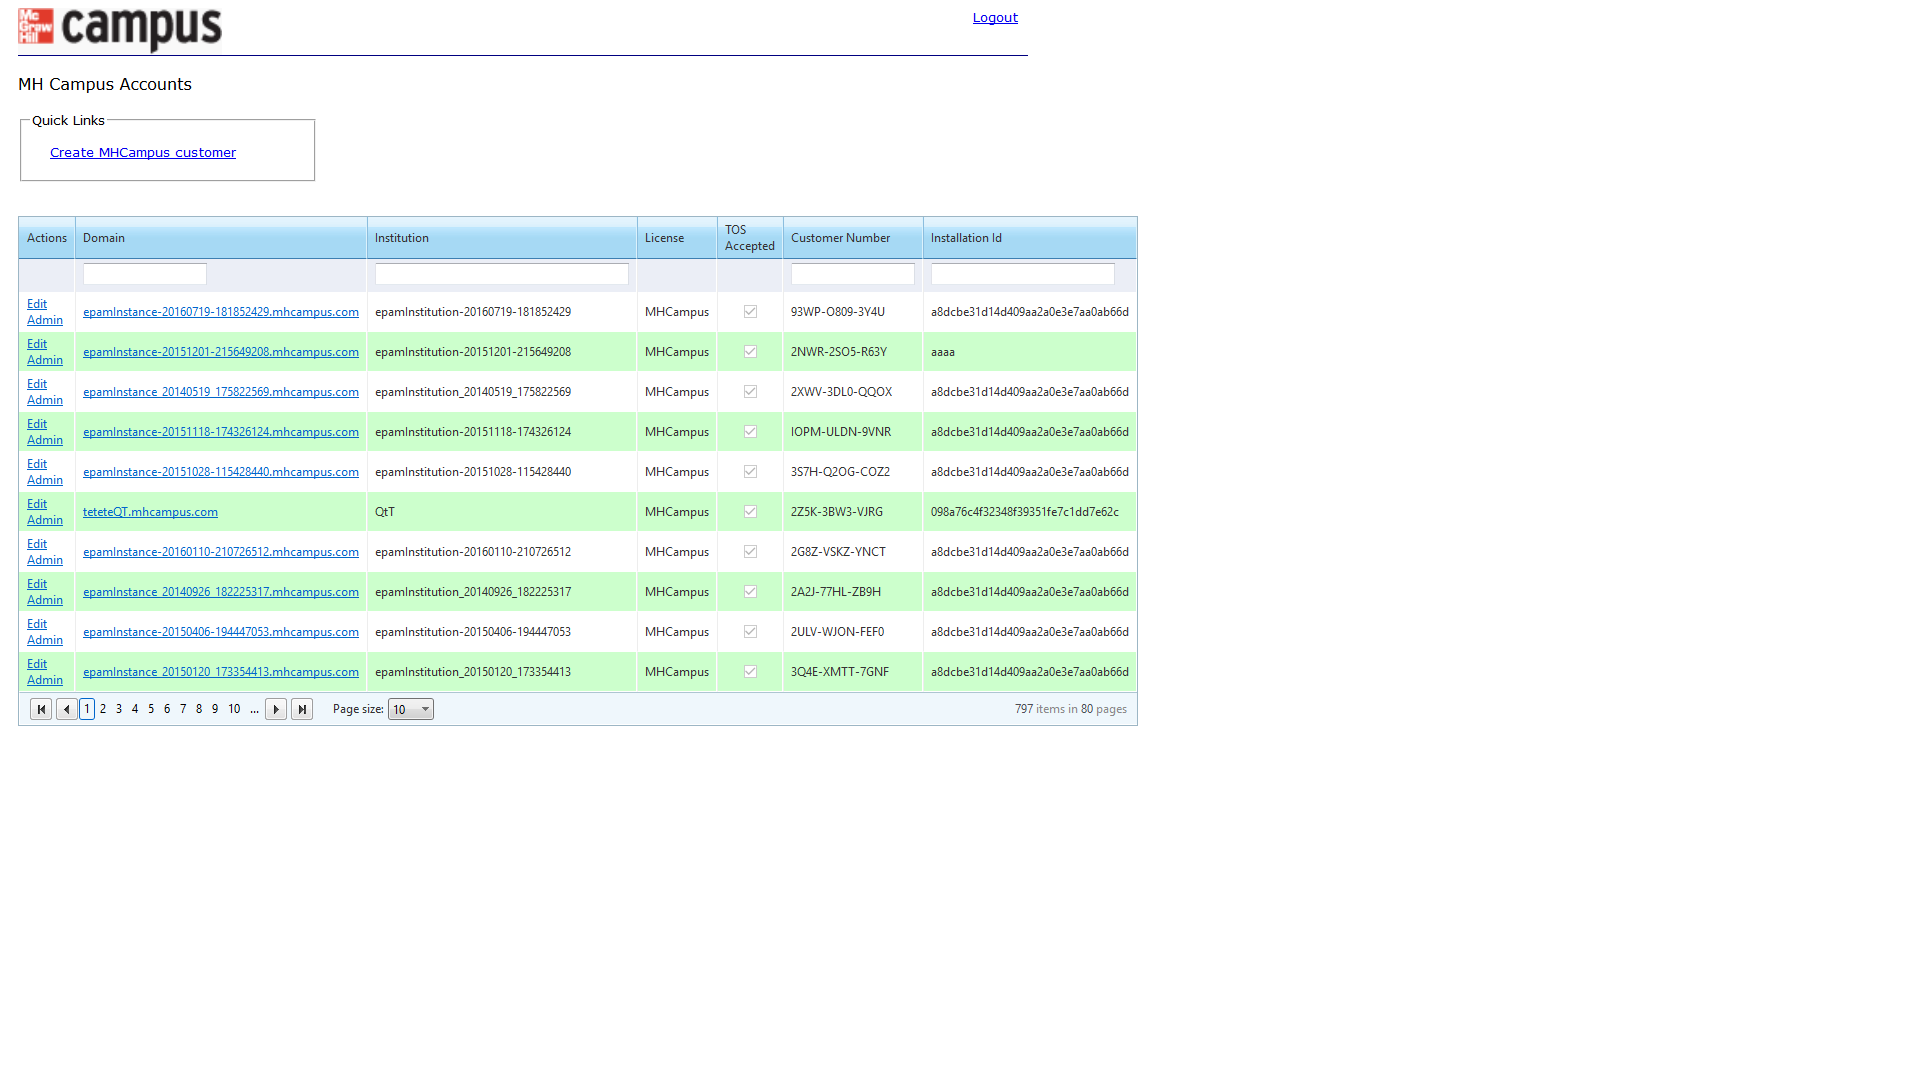 Mc Graw Hill campus
Logout
MH Campus Accounts
Quick Links
Create MHCampus customer
Actions Domain Institution License TOS Accepted Customer Number Installation Id
Edit Admin epamInstance-20160719-181852429.mhcampus.com epamInstitution-20160719-181852429 MHCampus 93WP-O809-3Y4U a8dcbe31d14d409aa2a0e3e7aa0ab66d
Edit Admin epamInstance-20151201-215649208.mhcampus.com epamInstitution-20151201-215649208 MHCampus 2NWR-2SO5-R63Y aaaa
Edit Admin epamInstance_20140519_175822569.mhcampus.com epamInstitution_20140519_175822569 MHCampus 2XWV-3DL0-QQOX a8dcbe31d14d409aa2a0e3e7aa0ab66d
Edit Admin epamInstance-20151118-174326124.mhcampus.com epamInstitution-20151118-174326124 MHCampus IOPM-ULDN-9VNR a8dcbe31d14d409aa2a0e3e7aa0ab66d
Edit Admin epamInstance-20151028-115428440.mhcampus.com epamInstitution-20151028-115428440 MHCampus 3S7H-Q2OG-COZ2 a8dcbe31d14d409aa2a0e3e7aa0ab66d
Edit Admin teteteQT.mhcampus.com QtT MHCampus 2Z5K-3BW3-VJRG 098a76c4f32348f39351fe7c1dd7e62c
Edit Admin epamInstance-20160110-210726512.mhcampus.com epamInstitution-20160110-210726512 MHCampus 2G8Z-VSKZ-YNCT a8dcbe31d14d409aa2a0e3e7aa0ab66d
Edit Admin epamInstance_20140926_182225317.mhcampus.com epamInstitution_20140926_182225317 MHCampus 2A2J-77HL-ZB9H a8dcbe31d14d409aa2a0e3e7aa0ab66d
Edit Admin epamInstance-20150406-194447053.mhcampus.com epamInstitution-20150406-194447053 MHCampus 2ULV-WJON-FEF0 a8dcbe31d14d409aa2a0e3e7aa0ab66d
Edit Admin epamInstance_20150120_173354413.mhcampus.com epamInstitution_20150120_173354413 MHCampus 3Q4E-XMTT-7GNF a8dcbe31d14d409aa2a0e3e7aa0ab66d
1 2 3 4 5 6 7 8 9 10 ... Page size: 10 797 items in 80 pages